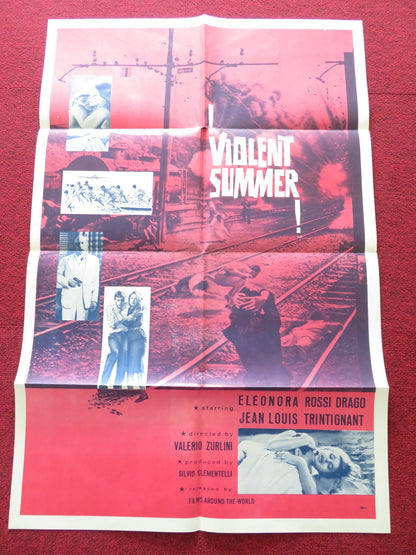 !
VIOLENT
SUMMER
!
★ starring
ELEONORA ROSSI DRAGO
JEAN LOUIS TRINTIGNANT
★ directed by
VALERIO ZURLINI
★ produced by
SILVIO CLEMENTELLI
★ released by
FILMS AROUND THE WORLD